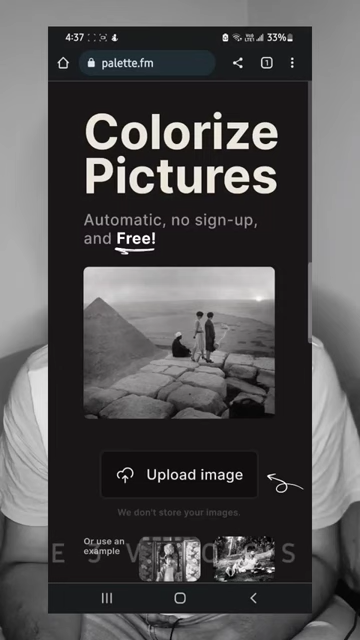 4:37
33%
palette.fm
1
Colorize
Pictures
Automatic, no sign-up,
and Free!
Upload image
We don't store your images.
Or use an
example